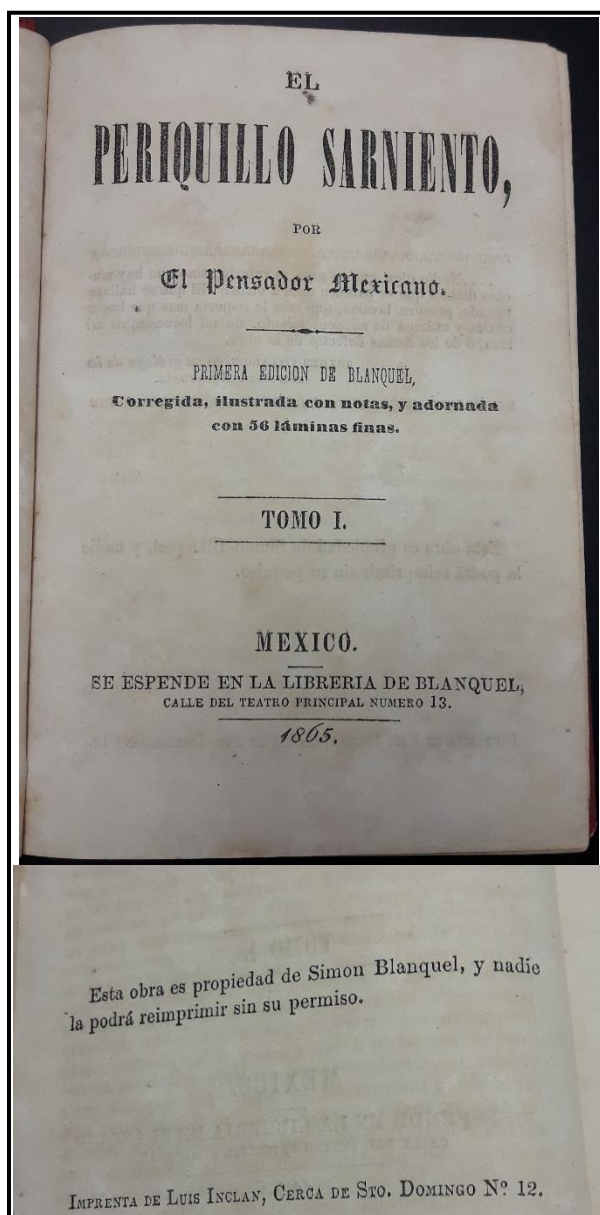 EL
PERIQUILLO SARNIENTO,
POR
El Pensador Mexicano.
PRIMERA EDICION DE BLANQUEL,
Corregida, ilustrada con notas, y adornada
con 56 láminas finas.
TOMO I.
MEXICO.
SE ESPENDE EN LA LIBRERIA DE BLANQUEL,
CALLE DEL TEATRO PRINCIPAL NUMERO 13.
1865.
Esta obra es propiedad de Simon Blanquel, y nadie
la podrá reimprimir sin su permiso.
IMPRENTA DE LUIS INCLAN, CERCA DE STO. DOMINGO Nº 12.